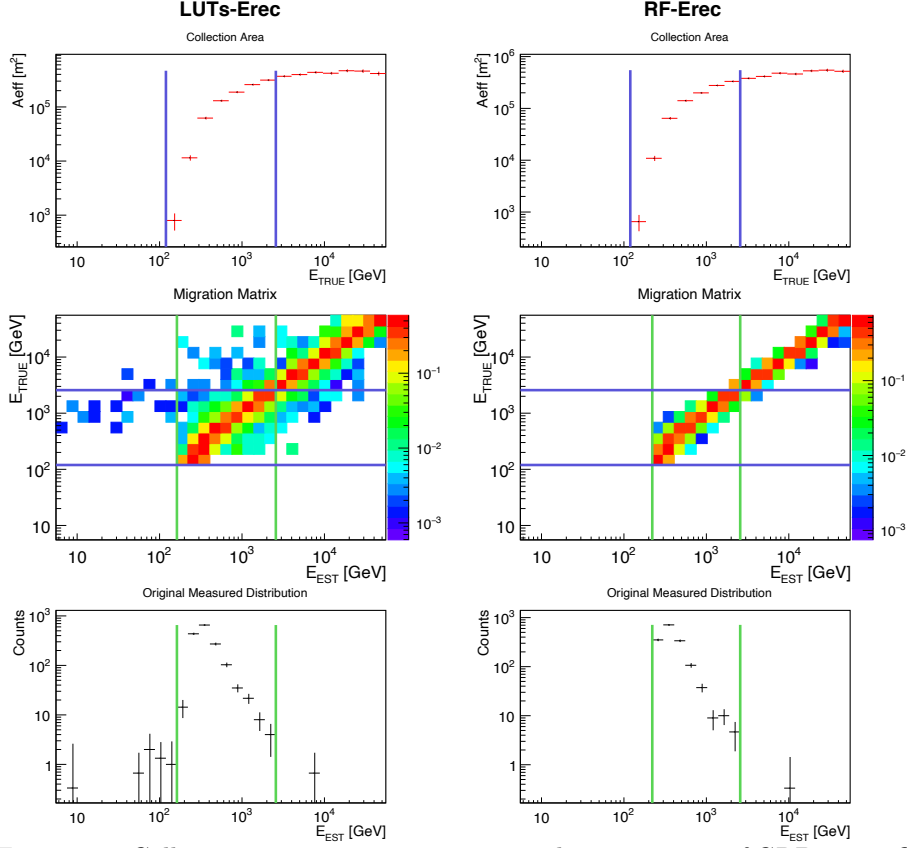 LUTs-Erec
RF-Erec
Collection Area
Aeff [m²]
10⁵
10⁴
10³
10
10²
10³
10⁴
E_TRUE [GeV]
Collection Area
Aeff [m²]
10⁶
10⁵
10⁴
10³
10
10²
10³
10⁴
E_TRUE [GeV]
Migration Matrix
E_TRUE [GeV]
10⁴
10³
10²
10
10⁻¹
10⁻²
10⁻³
10
10²
10³
10⁴
E_EST [GeV]
Migration Matrix
E_TRUE [GeV]
10⁴
10³
10²
10
10⁻¹
10⁻²
10⁻³
10
10²
10³
10⁴
E_EST [GeV]
Original Measured Distribution
Counts
10³
10²
10
1
10
10²
10³
10⁴
E_EST [GeV]
Original Measured Distribution
Counts
10³
10²
10
1
10
10²
10³
10⁴
E_EST [GeV]